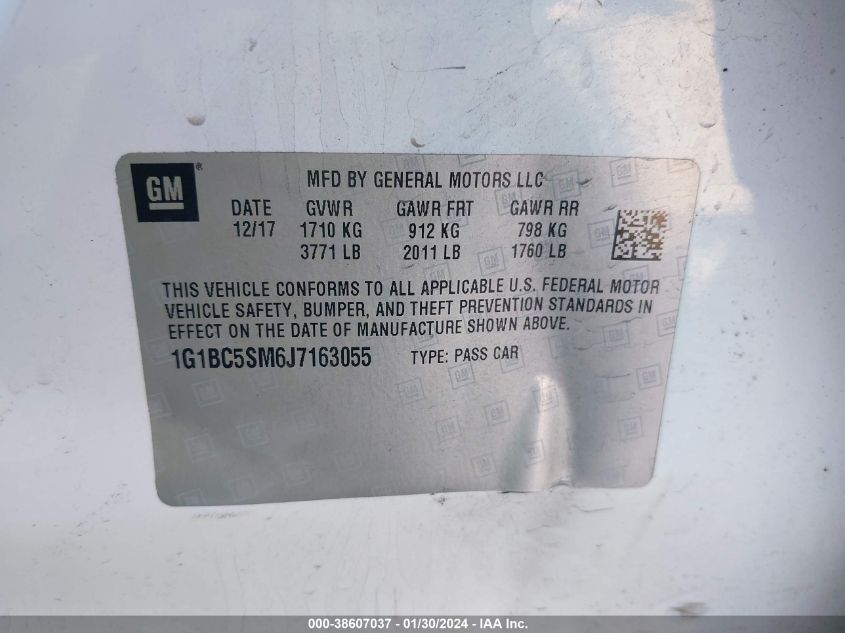 GM ® MFD BY GENERAL MOTORS LLC
DATE GVWR GAWR FRT GAWR RR
12/17 1710 KG 912 KG 798 KG
3771 LB 2011 LB 1760 LB
THIS VEHICLE CONFORMS TO ALL APPLICABLE U.S. FEDERAL MOTOR
VEHICLE SAFETY, BUMPER, AND THEFT PREVENTION STANDARDS IN
EFFECT ON THE DATE OF MANUFACTURE SHOWN ABOVE.
1G1BC5SM6J7163055 TYPE: PASS CAR
000-38607037 - 01/30/2024 - IAA Inc.